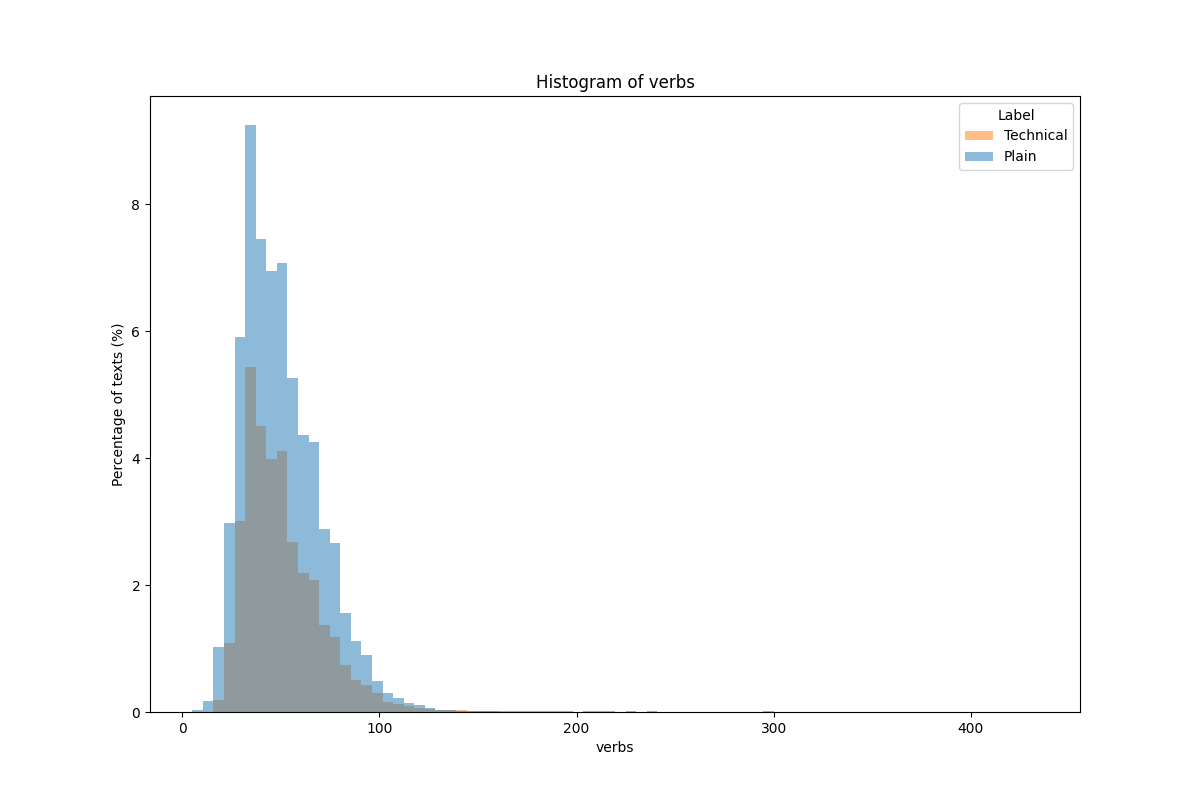 Histogram of verbs
Label
Technical
Plain
Percentage of texts (%)
8
6
4
2
0
0 100 200 300 400
verbs